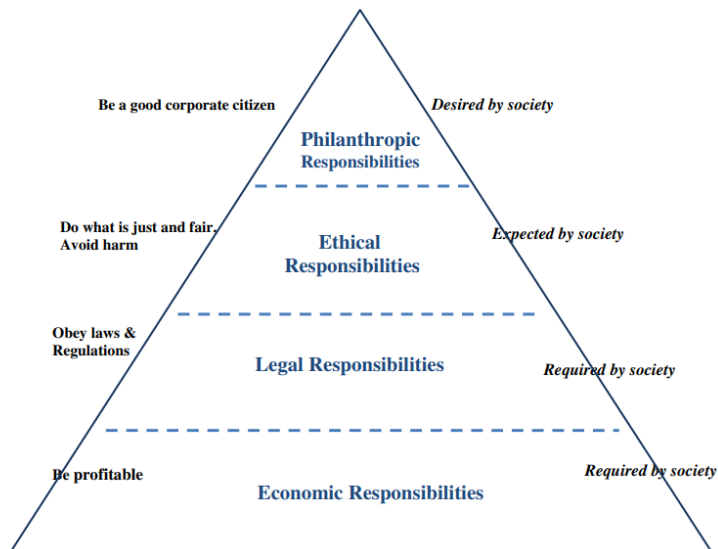 Be a good corporate citizen
Desired by society
Philanthropic
Responsibilities
Do what is just and fair,
Avoid harm
Expected by society
Ethical
Responsibilities
Obey laws &
Regulations
Legal Responsibilities
Required by society
Be profitable
Required by society
Economic Responsibilities